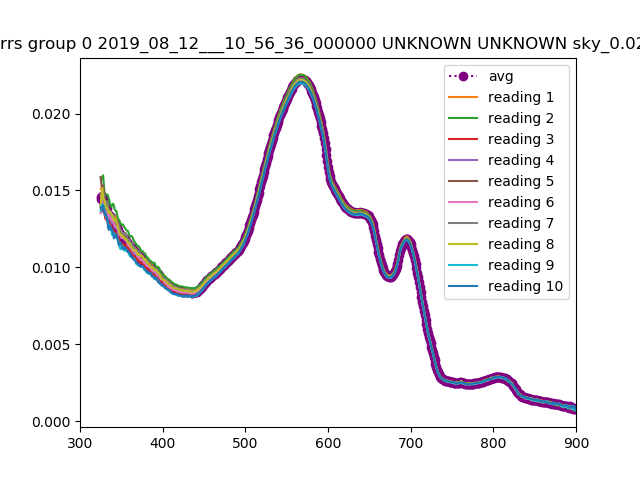 rrs group 0 2019_08_12___10_56_36_000000 UNKNOWN UNKNOWN sky_0.02
avg
reading 1
reading 2
reading 3
reading 4
reading 5
reading 6
reading 7
reading 8
reading 9
reading 10
0.020
0.015
0.010
0.005
0.000
300 400 500 600 700 800 900